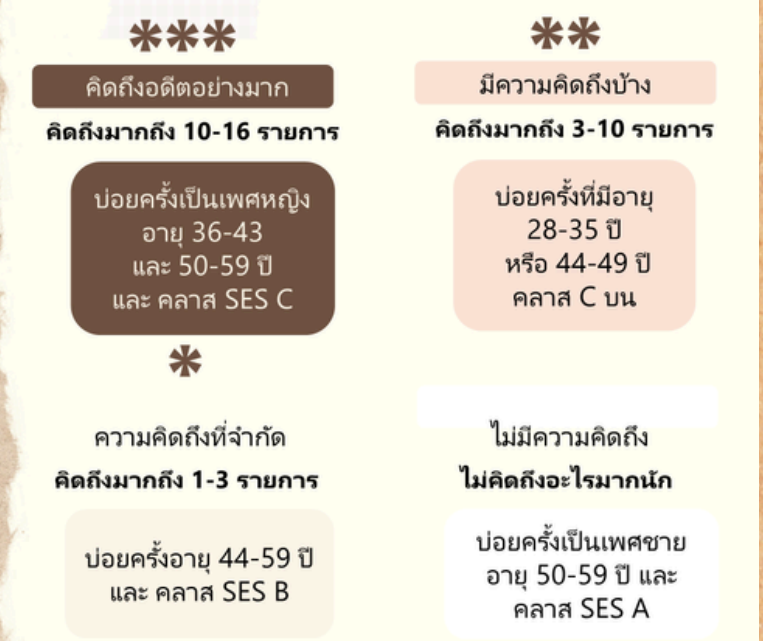 ***
คิดถึงอดีตอย่างมาก
คิดถึงมากถึง 10-16 รายการ
บ่อยครั้งเป็นเพศหญิง
อายุ 36-43
และ 50-59 ปี
และ คลาส SES C
**
มีความคิดถึงบ้าง
คิดถึงมากถึง 3-10 รายการ
บ่อยครั้งที่มีอายุ
28-35 ปี
หรือ 44-49 ปี
คลาส C บน
*
ความคิดถึงที่จำกัด
คิดถึงมากถึง 1-3 รายการ
บ่อยครั้งอายุ 44-59 ปี
และ คลาส SES B
ไม่มีความคิดถึง
ไม่คิดถึงอะไรมากนัก
บ่อยครั้งเป็นเพศชาย
อายุ 50-59 ปี และ
คลาส SES A